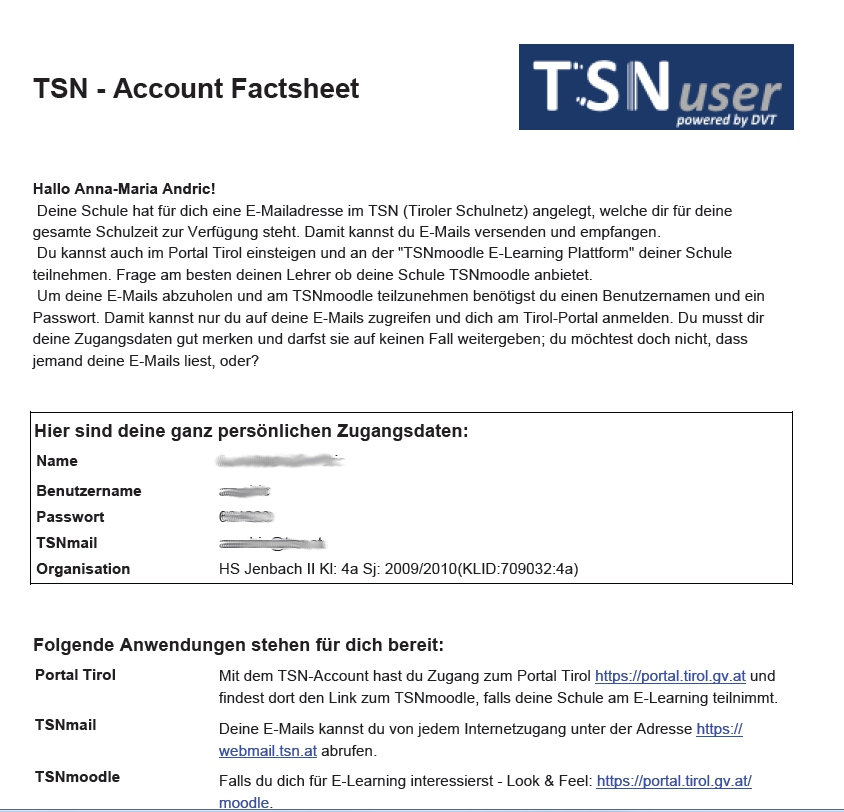 TSN - Account Factsheet
TSN user
powered by DVT
Hallo Anna-Maria Andric!
Deine Schule hat für dich eine E-Mailadresse im TSN (Tiroler Schulnetz) angelegt, welche dir für deine
gesamte Schulzeit zur Verfügung steht. Damit kannst du E-Mails versenden und empfangen.
Du kannst auch im Portal Tirol einsteigen und an der "TSNmoodle E-Learning Plattform" deiner Schule
teilnehmen. Frage am besten deinen Lehrer ob deine Schule TSNmoodle anbietet.
Um deine E-Mails abzuholen und am TSNmoodle teilzunehmen benötigst du einen Benutzernamen und ein
Passwort. Damit kannst nur du auf deine E-Mails zugreifen und dich am Tirol-Portal anmelden. Du musst dir
deine Zugangsdaten gut merken und darfst sie auf keinen Fall weitergeben; du möchtest doch nicht, dass
jemand deine E-Mails liest, oder?
Hier sind deine ganz persönlichen Zugangsdaten:
Name
Benutzername
Passwort
TSNmail
Organisation HS Jenbach II Kl: 4a Sj: 2009/2010(KLID:709032:4a)
Folgende Anwendungen stehen für dich bereit:
Portal Tirol Mit dem TSN-Account hast du Zugang zum Portal Tirol https://portal.tirol.gv.at und
findest dort den Link zum TSNmoodle, falls deine Schule am E-Learning teilnimmt.
TSNmail Deine E-Mails kannst du von jedem Internetzugang unter der Adresse https://
webmail.tsn.at abrufen.
TSNmoodle Falls du dich für E-Learning interessierst - Look & Feel: https://portal.tirol.gv.at/
moodle.